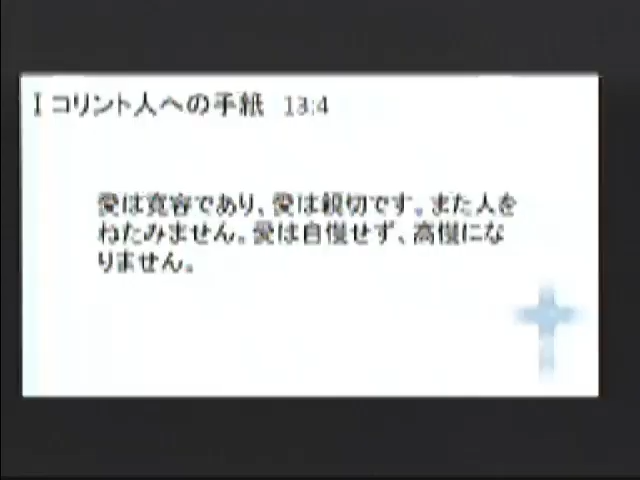 Ⅰコリント人への手紙 13:4
愛は寛容であり、愛は親切です。また人を
ねたみません。愛は自慢せず、高慢にな
りません。